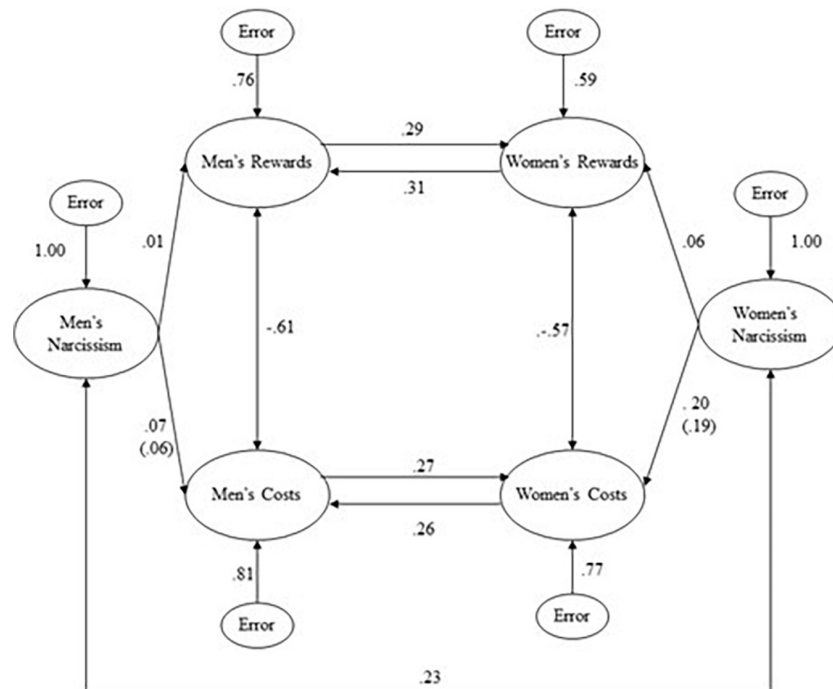 Error
Error
.76
.59
.29
Men's Rewards
Women's Rewards
.31
Error
Error
1.00
.01
.06
1.00
Men's
Narcissism
-.61
.-.57
Women's
Narcissism
.07
(.06)
. 20
(.19)
.27
Men's Costs
Women's Costs
.26
.81
.77
Error
Error
.23